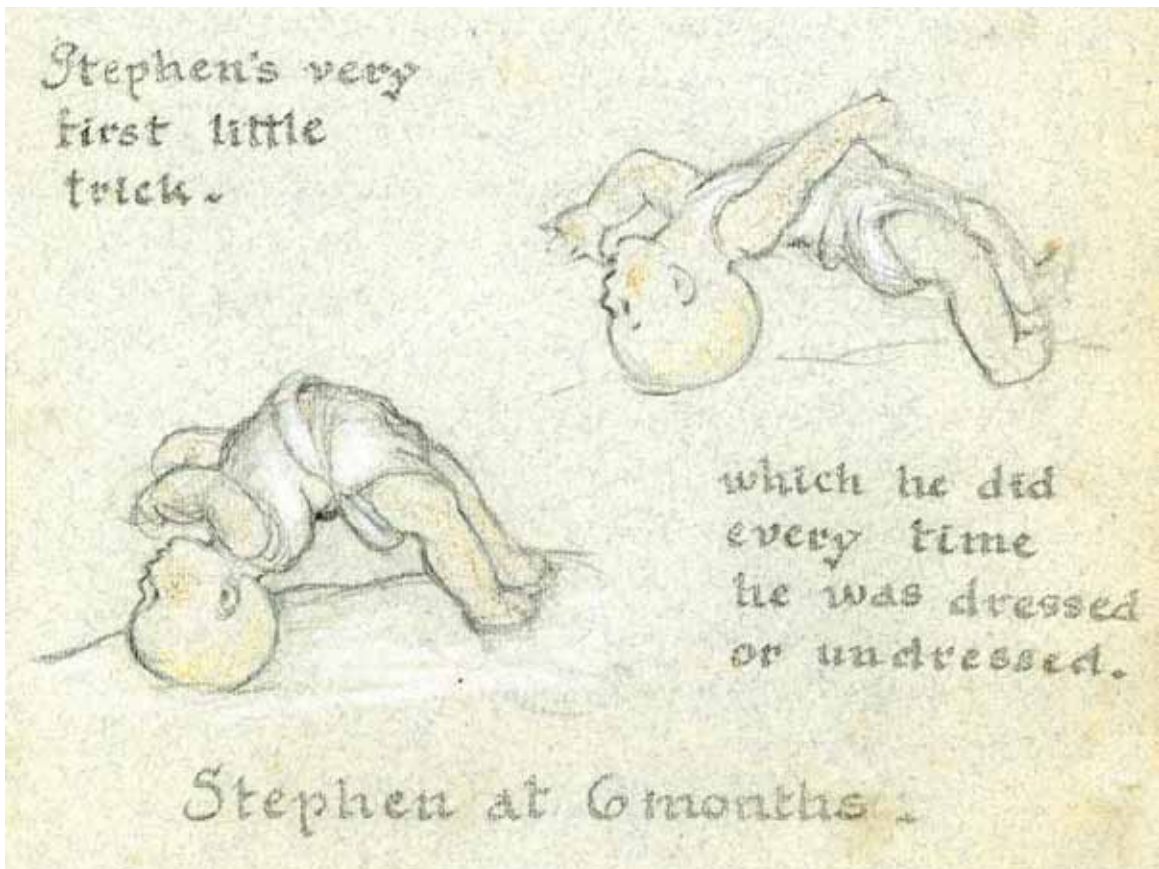 Stephen's very
first little
trick.
which he did
every time
he was dressed
or undressed.
Stephen at 6 months.